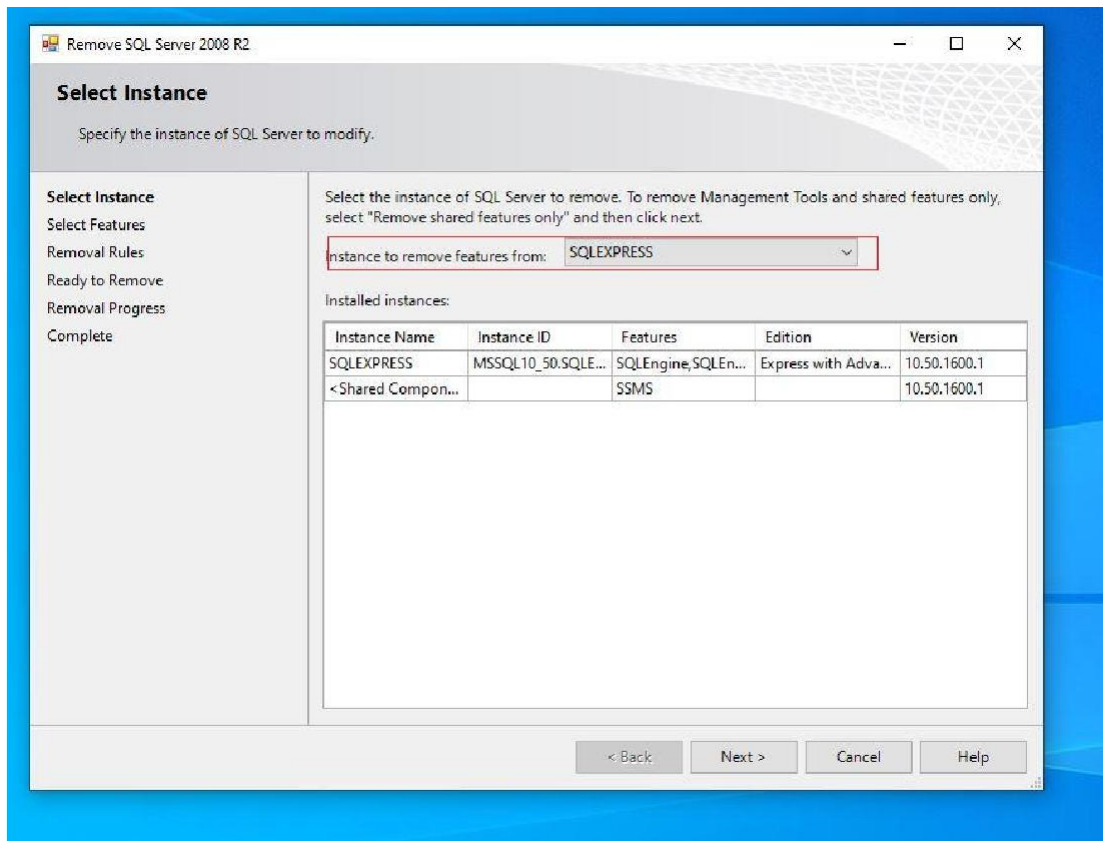 Remove SQL Server 2008 R2
Select Instance
Specify the instance of SQL Server to modify.
Select Instance
Select Features
Removal Rules
Ready to Remove
Removal Progress
Complete
Select the instance of SQL Server to remove. To remove Management Tools and shared features only,
select "Remove shared features only" and then click next.
Instance to remove features from: SQLEXPRESS
Installed instances:
Instance Name Instance ID Features Edition Version
SQLEXPRESS MSSQL10_50.SQLE... SQLEngine,SQLEn... Express with Adva... 10.50.1600.1
<Shared Compon... SSMS 10.50.1600.1
< Back Next > Cancel Help